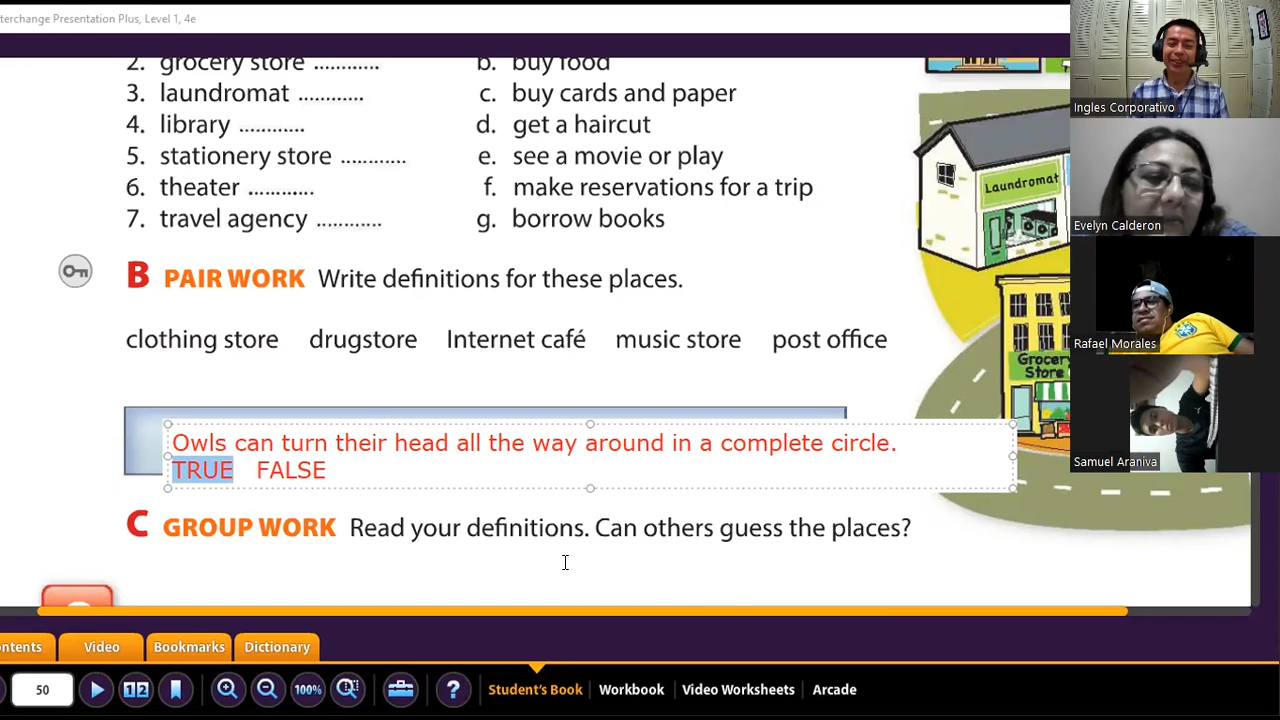 nterchange Presentation Plus, Level 1, 4e
2. grocery store ............ b. buy food
3. laundromat ............ c. buy cards and paper
4. library ............ d. get a haircut
5. stationery store ............ e. see a movie or play
6. theater ............ f. make reservations for a trip
7. travel agency ............ g. borrow books
B PAIR WORK Write definitions for these places.
clothing store drugstore Internet café music store post office
Owls can turn their head all the way around in a complete circle.
TRUE FALSE
C GROUP WORK Read your definitions. Can others guess the places?
Laundromat
Grocery
Store
Ingles Corporativo
Evelyn Calderon
Rafael Morales
Samuel Araniva
ontents Video Bookmarks Dictionary
50 1 2 100% ? Student's Book Workbook Video Worksheets Arcade